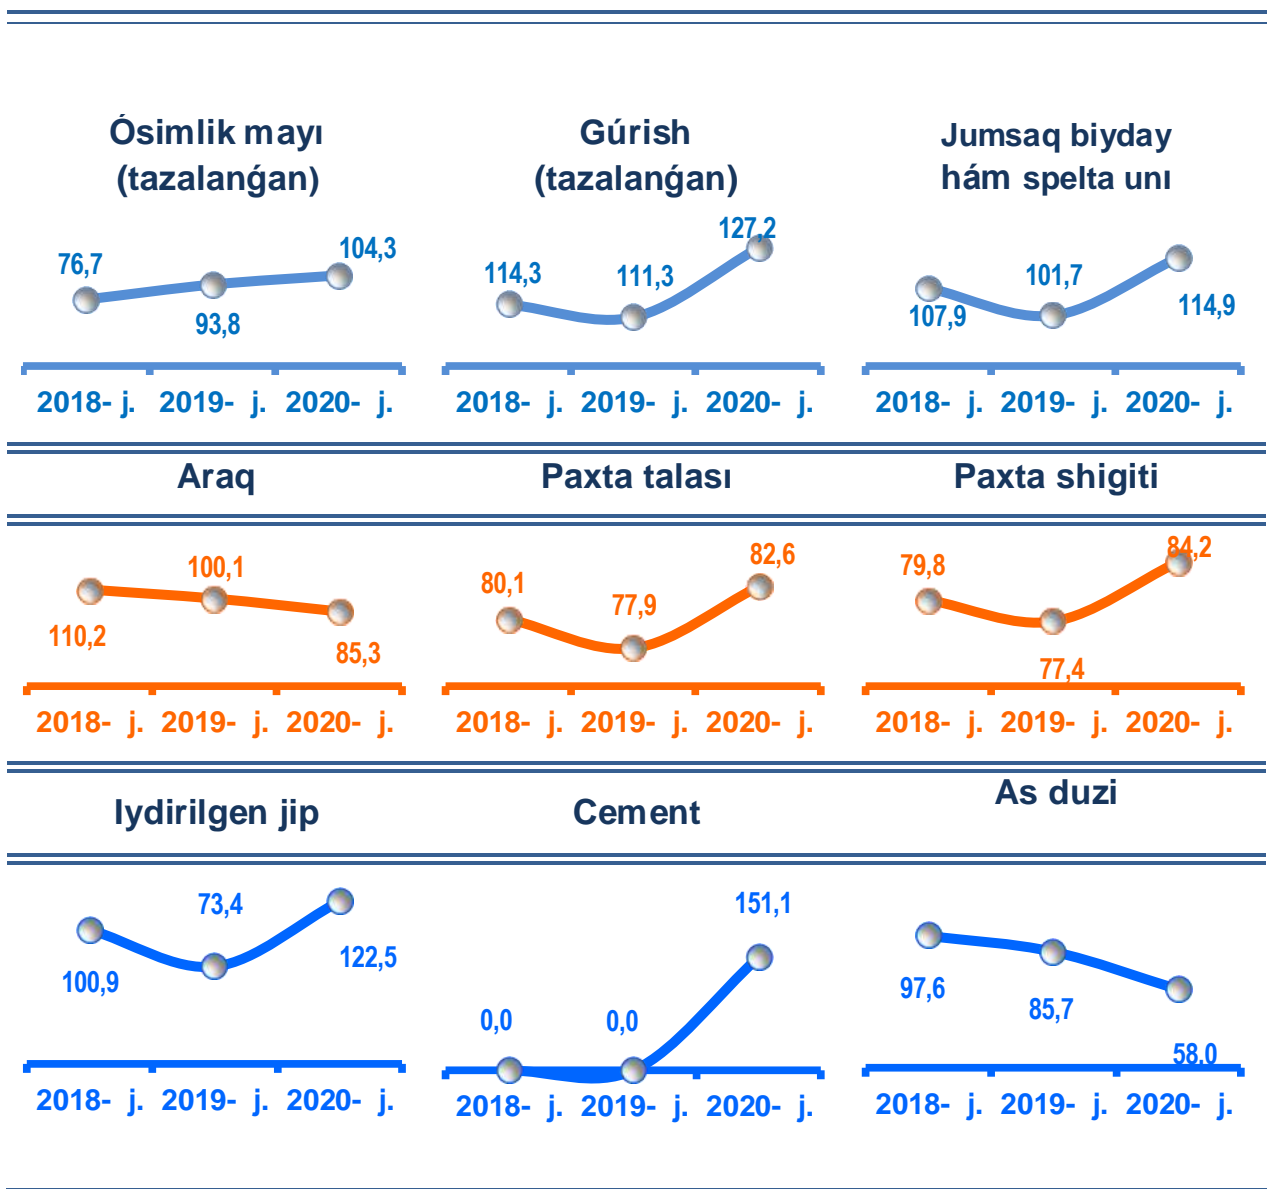 Ósimlik mayı
(tazalanǵan)
76,7
93,8
104,3
2018- j. 2019- j. 2020- j.
Gúrish
(tazalanǵan)
114,3
111,3
127,2
2018- j. 2019- j. 2020- j.
Jumsaq biyday
hám spelta unı
107,9
101,7
114,9
2018- j. 2019- j. 2020- j.
Araq
110,2
100,1
85,3
2018- j. 2019- j. 2020- j.
Paxta talası
80,1
77,9
82,6
2018- j. 2019- j. 2020- j.
Paxta shigiti
79,8
77,4
84,2
2018- j. 2019- j. 2020- j.
Iydirilgen jip
100,9
73,4
122,5
2018- j. 2019- j. 2020- j.
Cement
0,0
0,0
151,1
2018- j. 2019- j. 2020- j.
As duzi
97,6
85,7
58,0
2018- j. 2019- j. 2020- j.